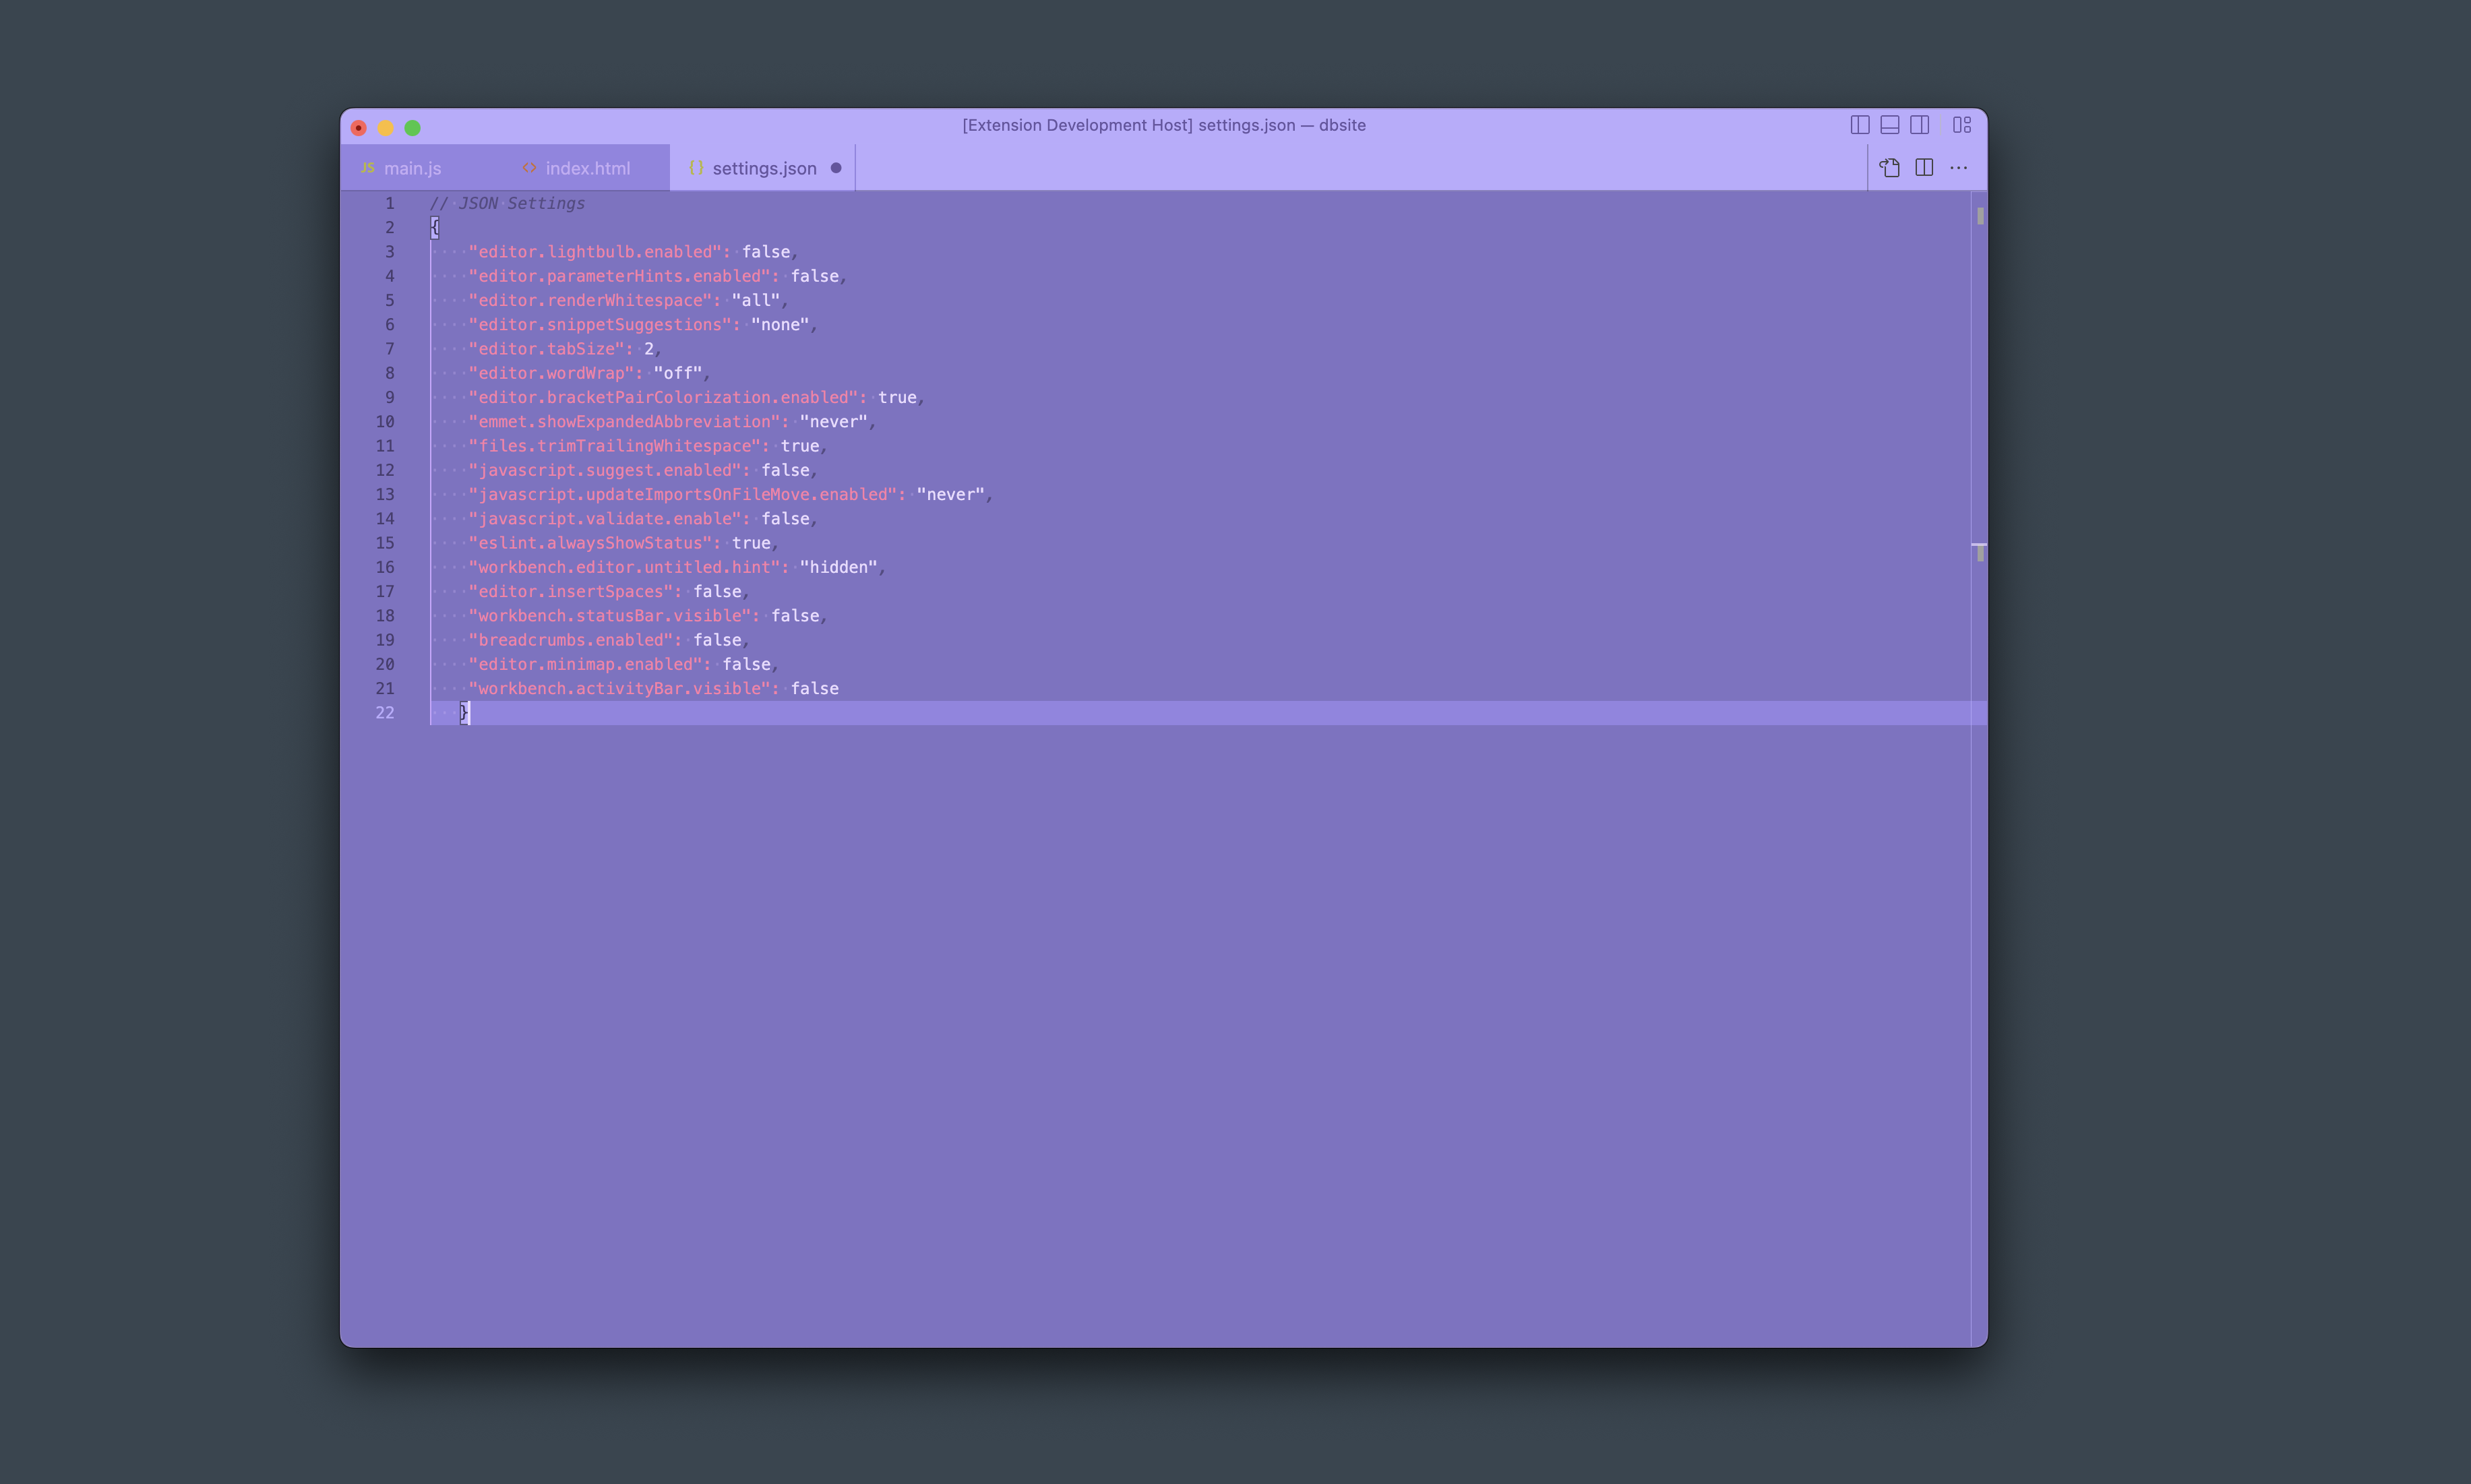 [Extension Development Host] settings.json — dbsite
JS main.js <> index.html {} settings.json ●
1 // JSON Settings
2 {
3 ····"editor.lightbulb.enabled":·false,
4 ····"editor.parameterHints.enabled":·false,
5 ····"editor.renderWhitespace":·"all",
6 ····"editor.snippetSuggestions":·"none",
7 ····"editor.tabSize":·2,
8 ····"editor.wordWrap":·"off",
9 ····"editor.bracketPairColorization.enabled":·true,
10 ····"emmet.showExpandedAbbreviation":·"never",
11 ····"files.trimTrailingWhitespace":·true,
12 ····"javascript.suggest.enabled":·false,
13 ····"javascript.updateImportsOnFileMove.enabled":·"never",
14 ····"javascript.validate.enable":·false,
15 ····"eslint.alwaysShowStatus":·true,
16 ····"workbench.editor.untitled.hint":·"hidden",
17 ····"editor.insertSpaces":·false,
18 ····"workbench.statusBar.visible":·false,
19 ····"breadcrumbs.enabled":·false,
20 ····"editor.minimap.enabled":·false,
21 ····"workbench.activityBar.visible":·false
22 ···}